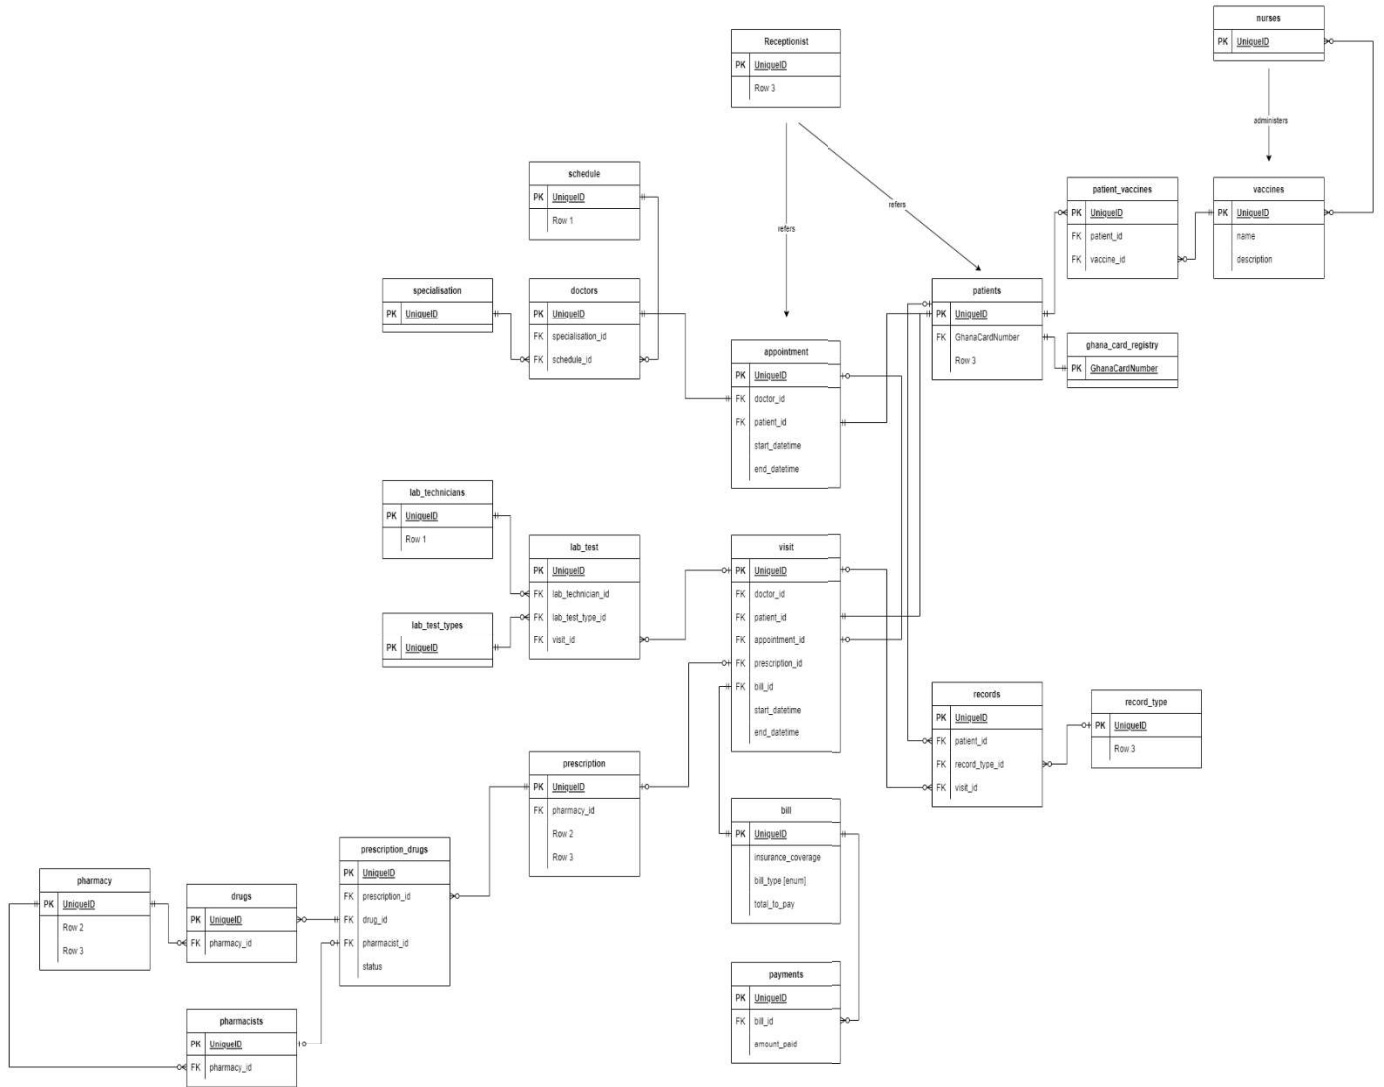 nurses
PK UniqueID
Receptionist
PK UniqueID
Row 3
administers
schedule
PK UniqueID
Row 1
refers
refers
patient_vaccines
PK UniqueID
FK patient_id
FK vaccine_id
vaccines
PK UniqueID
name
description
specialisation
PK UniqueID
doctors
PK UniqueID
FK specialisation_id
FK schedule_id
patients
PK UniqueID
FK GhanaCardNumber
Row 3
ghana_card_registry
PK GhanaCardNumber
appointment
PK UniqueID
FK doctor_id
FK patient_id
start_datetime
end_datetime
lab_technicians
PK UniqueID
Row 1
lab_test
PK UniqueID
FK lab_technician_id
FK lab_test_type_id
FK visit_id
lab_test_types
PK UniqueID
visit
PK UniqueID
FK doctor_id
FK patient_id
FK appointment_id
FK prescription_id
FK bill_id
start_datetime
end_datetime
records
PK UniqueID
FK patient_id
FK record_type_id
FK visit_id
record_type
PK UniqueID
Row 3
prescription
PK UniqueID
FK pharmacy_id
Row 2
Row 3
bill
PK UniqueID
insurance_coverage
bill_type [enum]
total_to_pay
prescription_drugs
PK UniqueID
FK prescription_id
FK drug_id
FK pharmacist_id
status
pharmacy
PK UniqueID
Row 2
Row 3
drugs
PK UniqueID
FK pharmacy_id
payments
PK UniqueID
FK bill_id
amount_paid
pharmacists
PK UniqueID
FK pharmacy_id